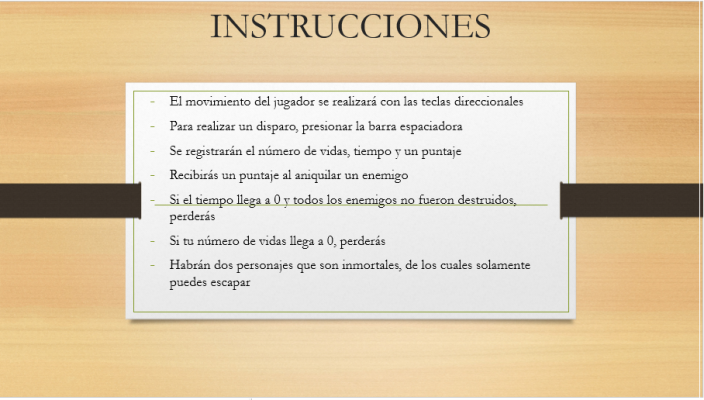 INSTRUCCIONES
- El movimiento del jugador se realizará con las teclas direccionales
- Para realizar un disparo, presionar la barra espaciadora
- Se registrarán el número de vidas, tiempo y un puntaje
- Recibirás un puntaje al aniquilar un enemigo
- Si el tiempo llega a 0 y todos los enemigos no fueron destruidos,
perderás
- Si tu número de vidas llega a 0, perderás
- Habrán dos personajes que son inmortales, de los cuales solamente
puedes escapar